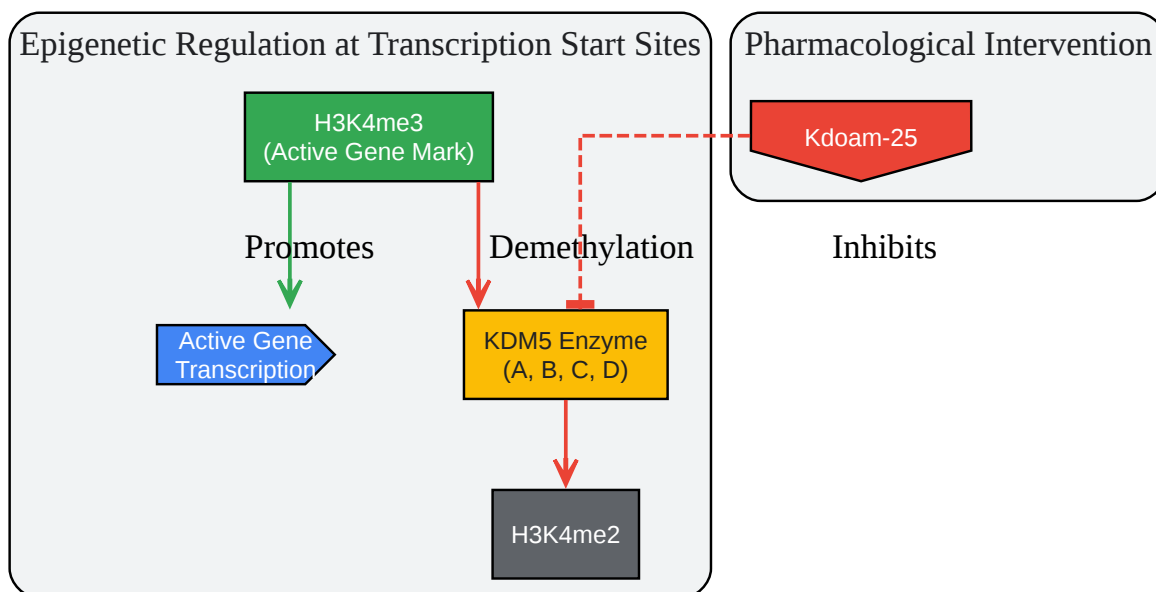 Epigenetic Regulation at Transcription Start Sites
Pharmacological Intervention
H3K4me3
(Active Gene Mark)
Kdoam-25
Promotes
Demethylation
Inhibits
Active Gene
Transcription
KDM5 Enzyme
(A, B, C, D)
H3K4me2